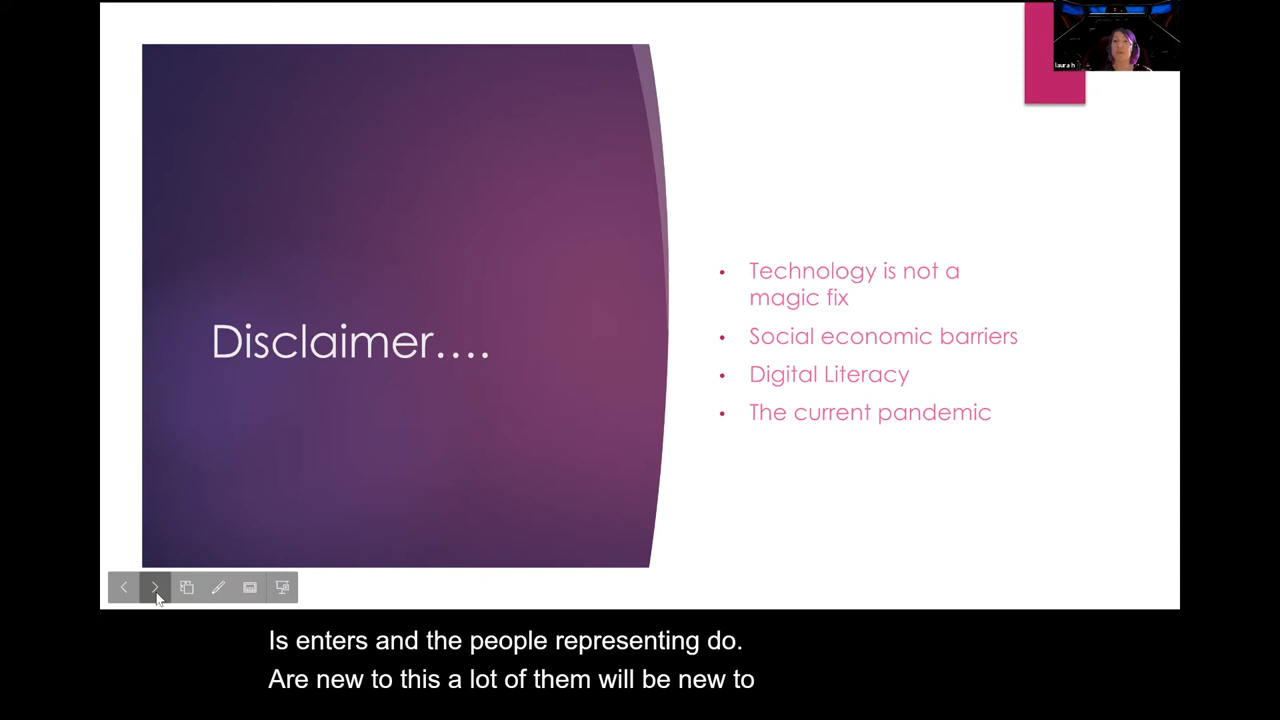 laura h
Disclaimer....
• Technology is not a
magic fix
• Social economic barriers
• Digital Literacy
• The current pandemic
Is enters and the people representing do.
Are new to this a lot of them will be new to